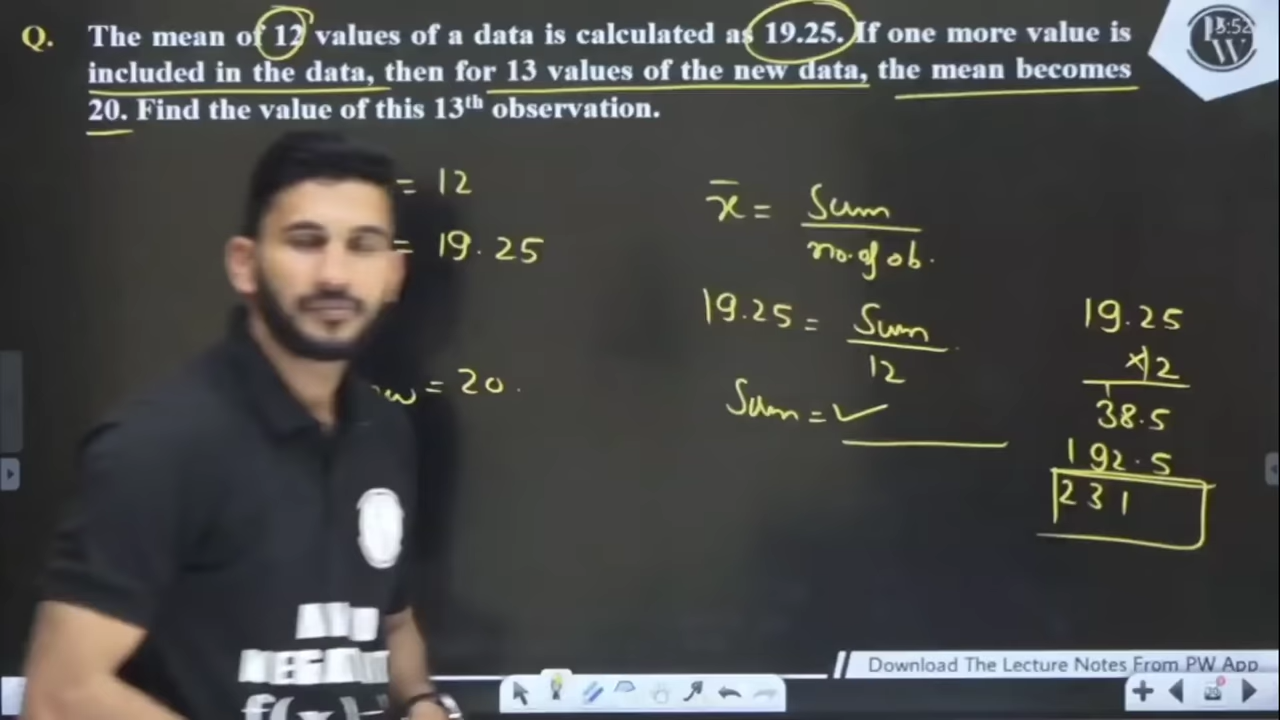 Q. The mean of 12 values of a data is calculated as 19.25. If one more value is
included in the data, then for 13 values of the new data, the mean becomes
20. Find the value of this 13th observation.
= 12
= 19.25
= 20.
x̄ = Sum
no. of ob.
19.25 = Sum
12
Sum = ✓
19.25
×12
38.5
192.5
231
Download The Lecture Notes From PW App